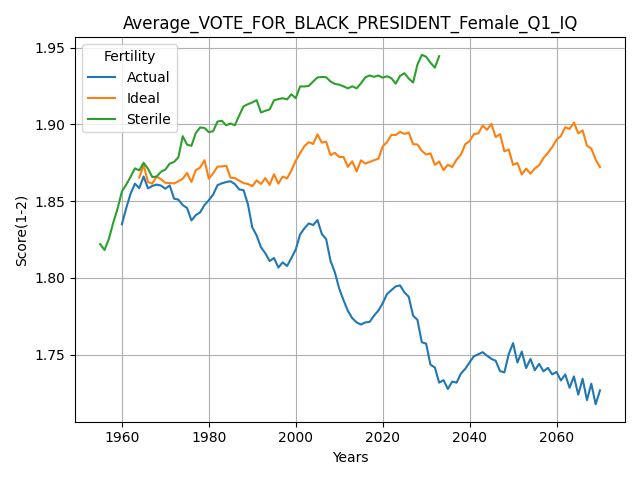 Average_VOTE_FOR_BLACK_PRESIDENT_Female_Q1_IQ
Fertility
Actual
Ideal
Sterile
Score(1-2)
1.95
1.90
1.85
1.80
1.75
1960
1980
2000
2020
2040
2060
Years